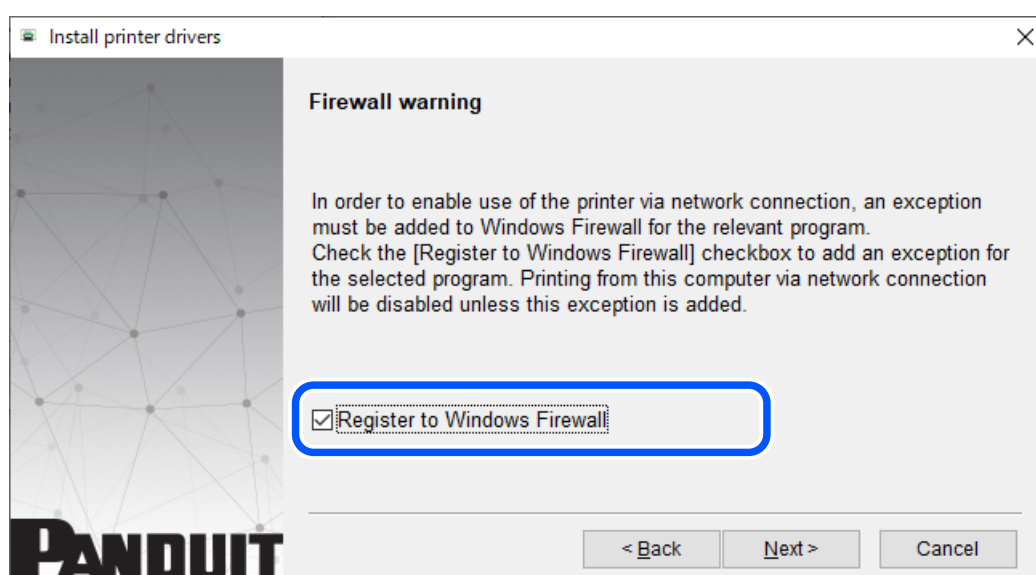 Install printer drivers
Firewall warning
In order to enable use of the printer via network connection, an exception
must be added to Windows Firewall for the relevant program.
Check the [Register to Windows Firewall] checkbox to add an exception for
the selected program. Printing from this computer via network connection
will be disabled unless this exception is added.
Register to Windows Firewall
PANDUIT
< Back
Next >
Cancel